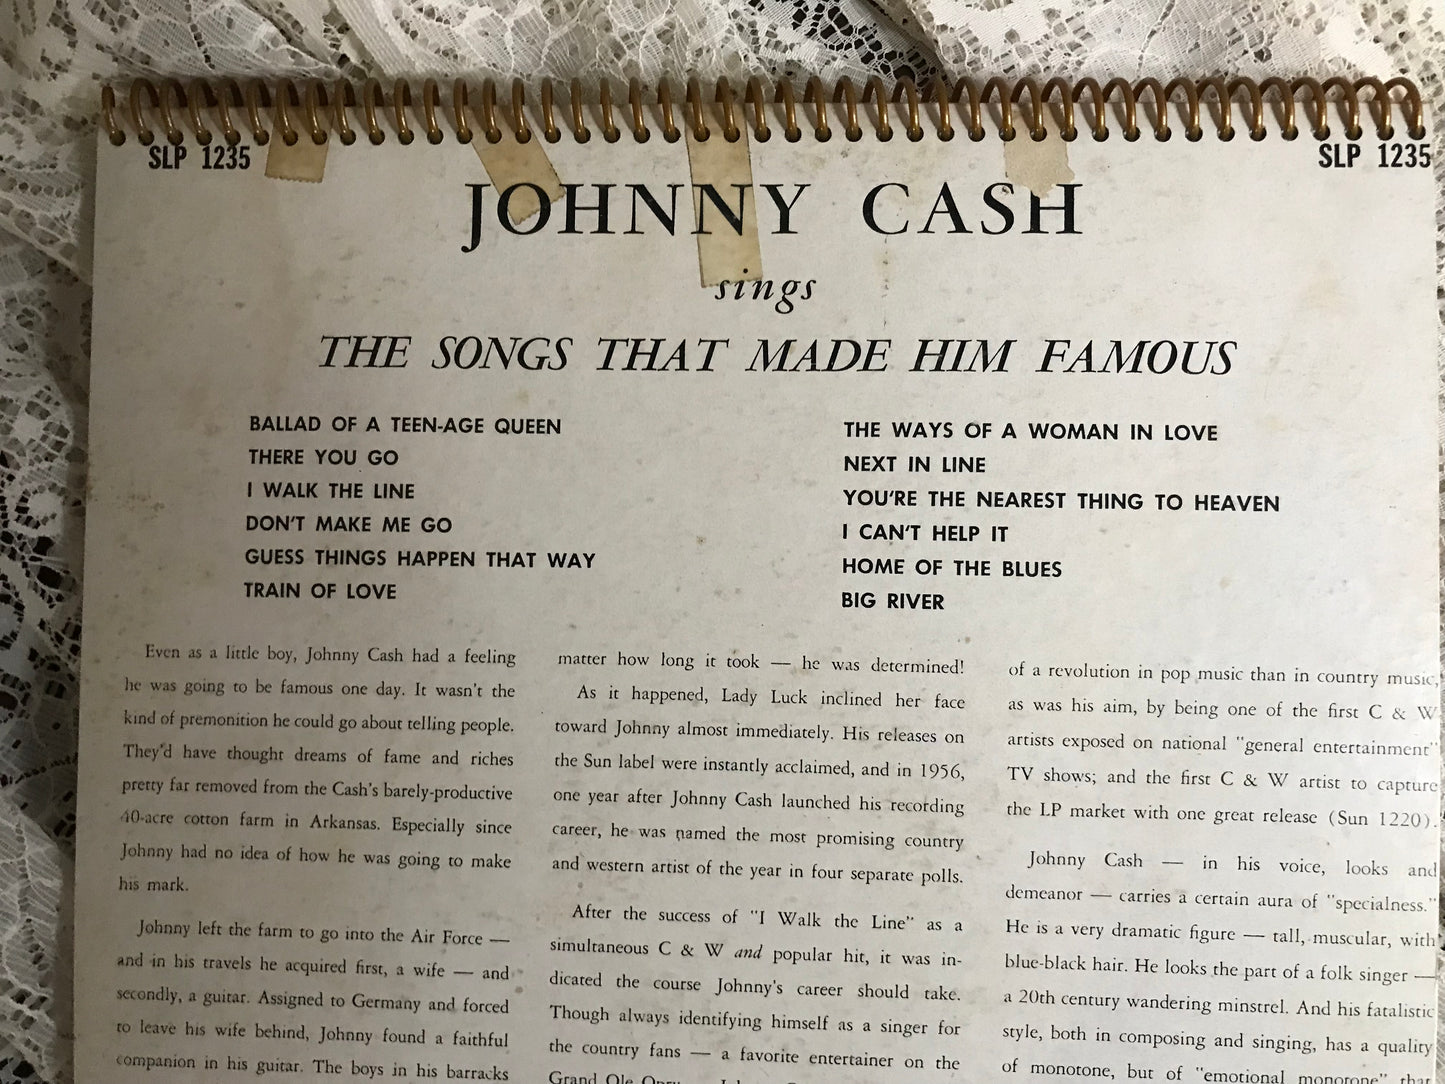 SLP 1235
SLP 1235
JOHNNY CASH
sings
THE SONGS THAT MADE HIM FAMOUS
BALLAD OF A TEEN-AGE QUEEN
THERE YOU GO
I WALK THE LINE
DON'T MAKE ME GO
GUESS THINGS HAPPEN THAT WAY
TRAIN OF LOVE
THE WAYS OF A WOMAN IN LOVE
NEXT IN LINE
YOU'RE THE NEAREST THING TO HEAVEN
I CAN'T HELP IT
HOME OF THE BLUES
BIG RIVER
Even as a little boy, Johnny Cash had a feeling
he was going to be famous one day. It wasn't the
kind of premonition he could go about telling people.
They'd have thought dreams of fame and riches
pretty far removed from the Cash's barely-productive
40-acre cotton farm in Arkansas. Especially since
Johnny had no idea of how he was going to make
his mark.
Johnny left the farm to go into the Air Force —
and in his travels he acquired first, a wife — and
secondly, a guitar. Assigned to Germany and forced
to leave his wife behind, Johnny found a faithful
companion in his guitar. The boys in his barracks
matter how long it took — he was determined!
As it happened, Lady Luck inclined her face
toward Johnny almost immediately. His releases on
the Sun label were instantly acclaimed, and in 1956,
one year after Johnny Cash launched his recording
career, he was named the most promising country
and western artist of the year in four separate polls.
After the success of "I Walk the Line" as a
simultaneous C & W and popular hit, it was in-
dicated the course Johnny's career should take.
Though always identifying himself as a singer for
the country fans — a favorite entertainer on the
Grand Ole Opry
of a revolution in pop music than in country music,
as was his aim, by being one of the first C & W
artists exposed on national "general entertainment"
TV shows; and the first C & W artist to capture
the LP market with one great release (Sun 1220).
Johnny Cash — in his voice, looks and
demeanor — carries a certain aura of "specialness."
He is a very dramatic figure — tall, muscular, with
blue-black hair. He looks the part of a folk singer —
a 20th century wandering minstrel. And his fatalistic
style, both in composing and singing, has a quality
of monotone, but of "emotional monotone" that